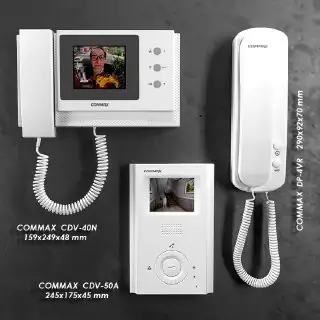 COMMAX
COMMAX
COMMAX CDV-40N
159x249x48 mm
COMMAX
COMMAX CDV-50A
245x175x45 mm
COMMAX DP-4VR 290x92x70 mm